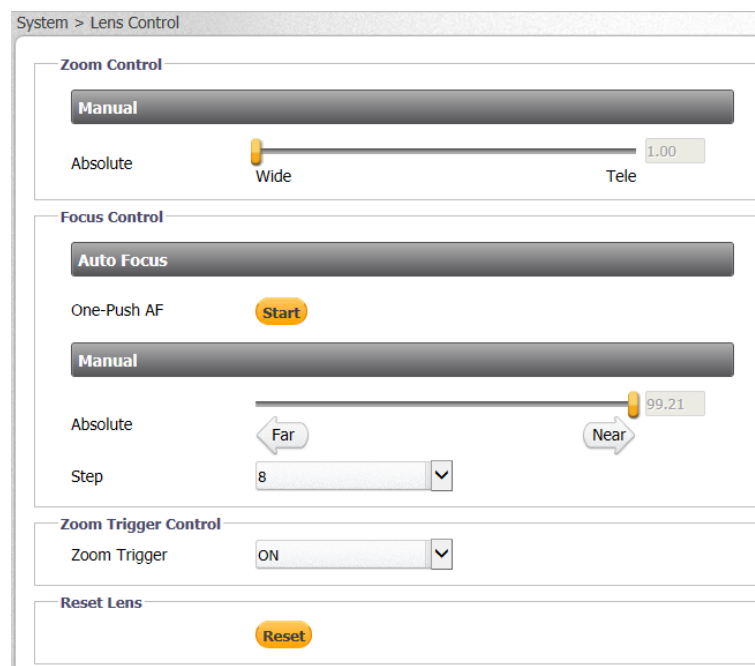 System > Lens Control
Zoom Control
Manual
Absolute
1.00
Wide
Tele
Focus Control
Auto Focus
One-Push AF
Start
Manual
Absolute
99.21
Far
Near
Step
8
Zoom Trigger Control
Zoom Trigger
ON
Reset Lens
Reset